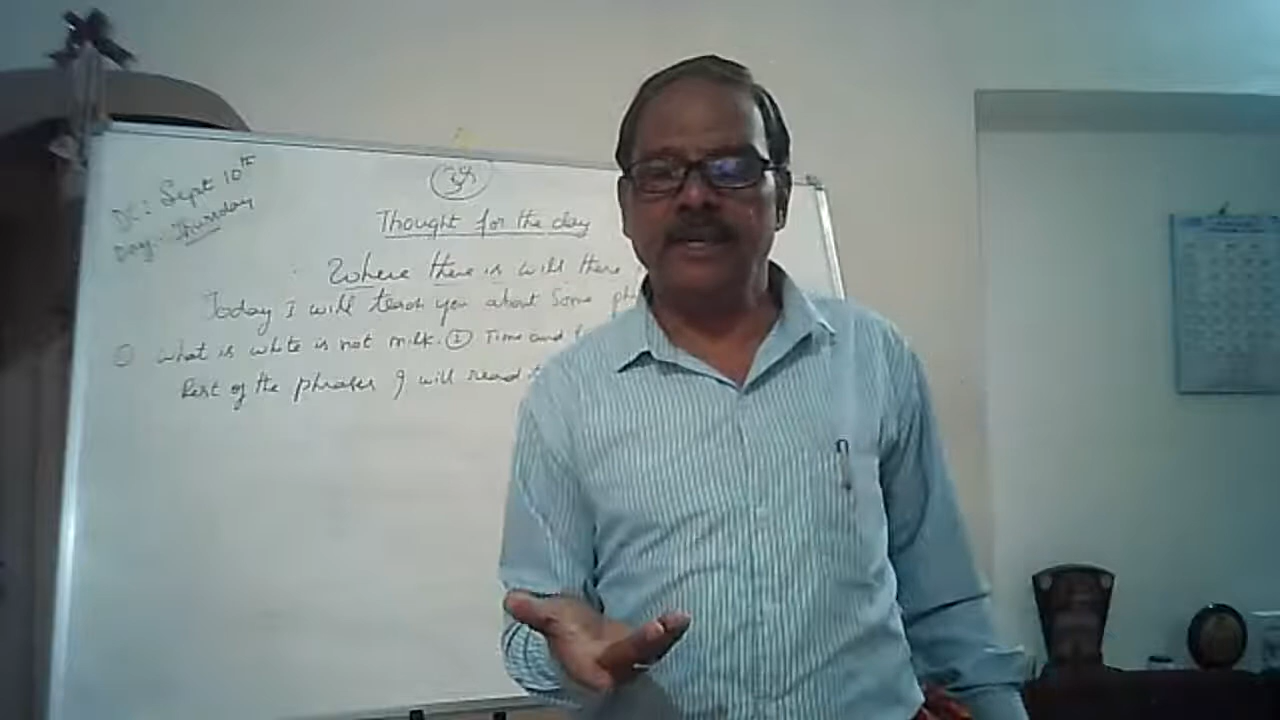 Dt: Sept 10th
Day: Thursday
Thought for the day
Where there is will there
Today I will teach you about Some
① what is white is not milk. ② Time and
Rest of the phrases I will read